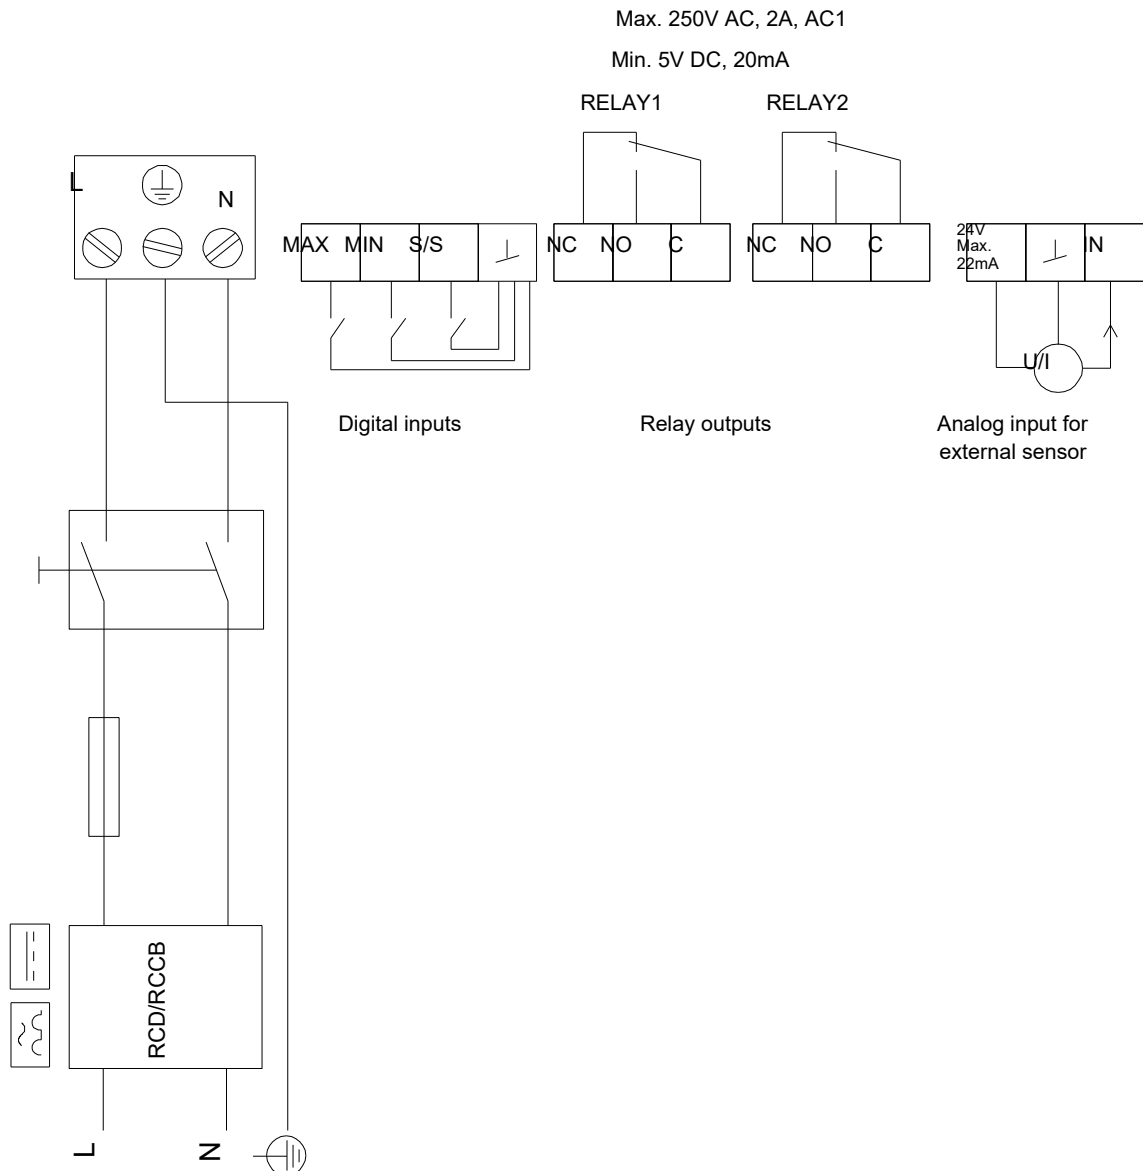 Max. 250V AC, 2A, AC1
Min. 5V DC, 20mA
RELAY1 RELAY2
L N
MAX MIN S/S NC NO C NC NO C
24V
Max.
22mA
IN
U/I
Digital inputs Relay outputs Analog input for
external sensor
RCD/RCCB
L N